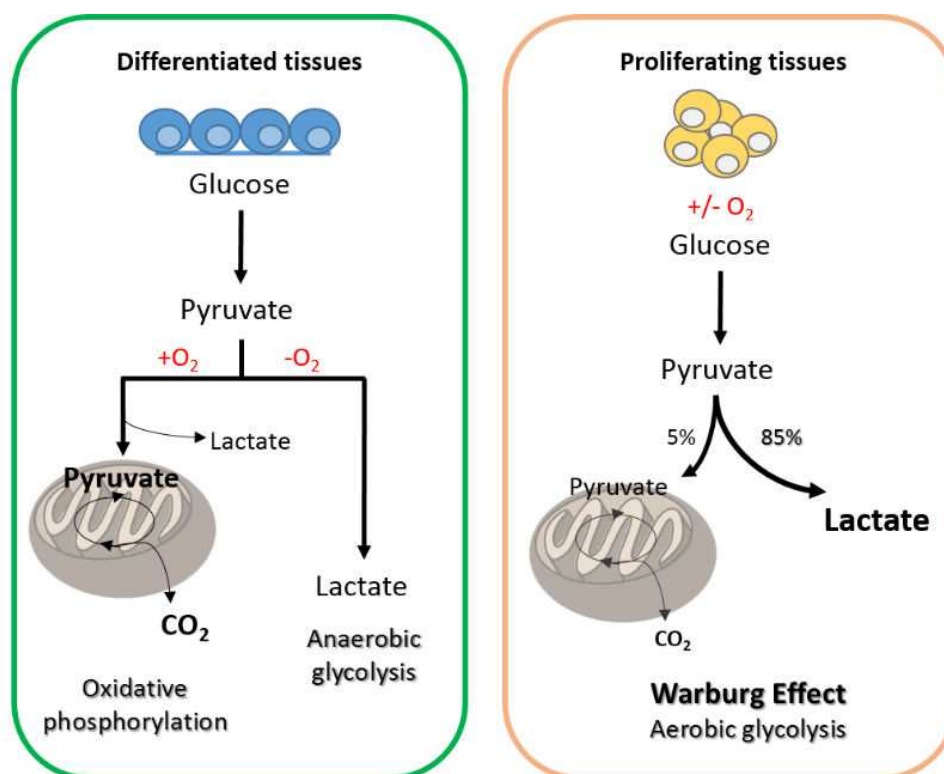 Differentiated tissues
Glucose
Pyruvate
+O₂
-O₂
Lactate
Pyruvate
CO₂
Lactate
Anaerobic
glycolysis
Oxidative
phosphorylation
Proliferating tissues
+/- O₂
Glucose
Pyruvate
5%
85%
Pyruvate
Lactate
CO₂
Warburg Effect
Aerobic glycolysis